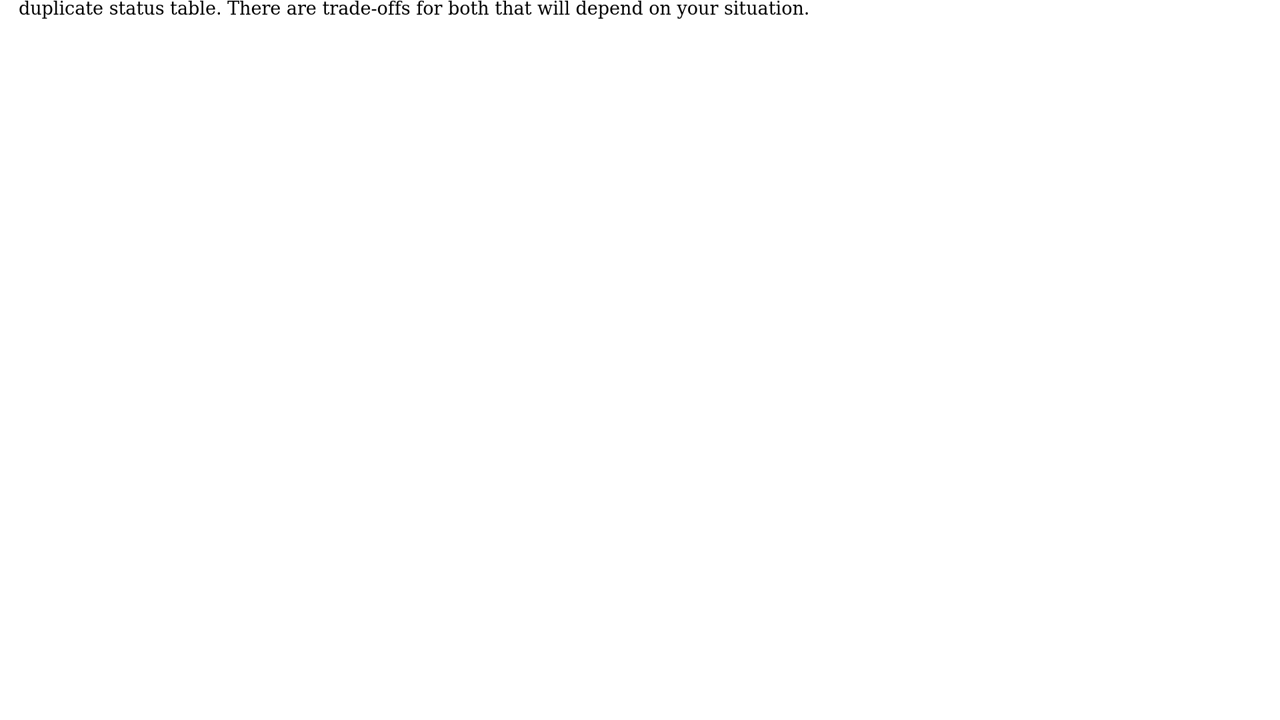 duplicate status table. There are trade-offs for both that will depend on your situation.